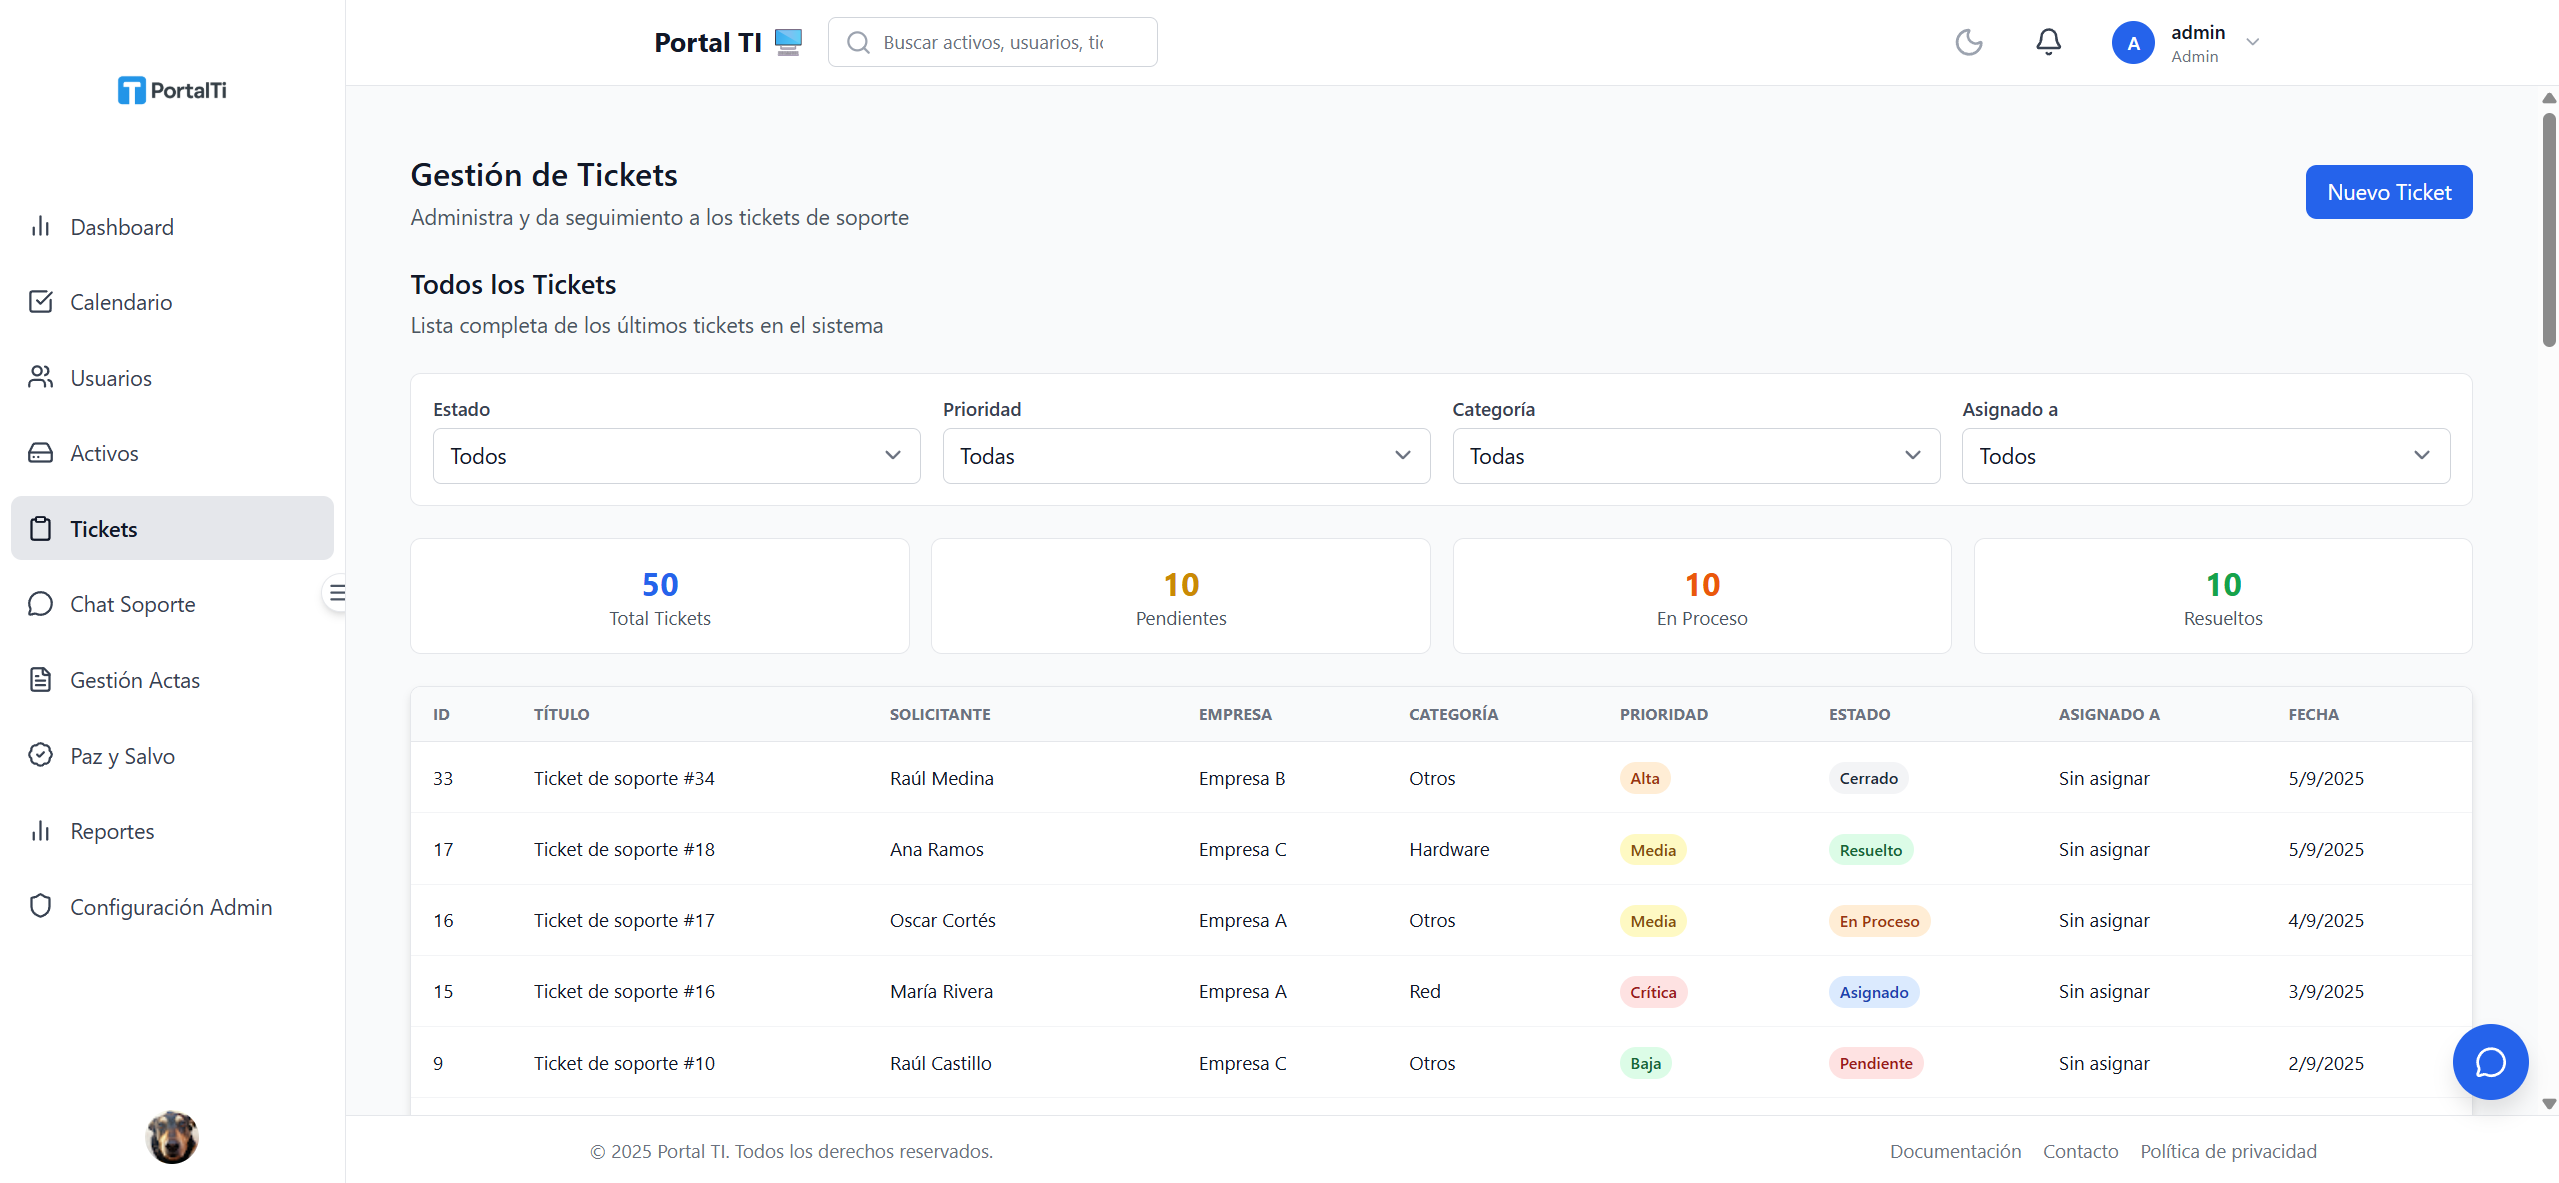 PortalTi
Dashboard
Calendario
Usuarios
Activos
Tickets
Chat Soporte
Gestión Actas
Paz y Salvo
Reportes
Configuración Admin
Portal TI
Buscar activos, usuarios, tic
A
admin
Admin
Gestión de Tickets
Administra y da seguimiento a los tickets de soporte
Nuevo Ticket
Todos los Tickets
Lista completa de los últimos tickets en el sistema
Estado Prioridad Categoría Asignado a
Todos Todas Todas Todos
50 10 10 10
Total Tickets Pendientes En Proceso Resueltos
ID TÍTULO SOLICITANTE EMPRESA CATEGORÍA PRIORIDAD ESTADO ASIGNADO A FECHA
33 Ticket de soporte #34 Raúl Medina Empresa B Otros Alta Cerrado Sin asignar 5/9/2025
17 Ticket de soporte #18 Ana Ramos Empresa C Hardware Media Resuelto Sin asignar 5/9/2025
16 Ticket de soporte #17 Oscar Cortés Empresa A Otros Media En Proceso Sin asignar 4/9/2025
15 Ticket de soporte #16 María Rivera Empresa A Red Crítica Asignado Sin asignar 3/9/2025
9 Ticket de soporte #10 Raúl Castillo Empresa C Otros Baja Pendiente Sin asignar 2/9/2025
© 2025 Portal TI. Todos los derechos reservados.
Documentación Contacto Política de privacidad